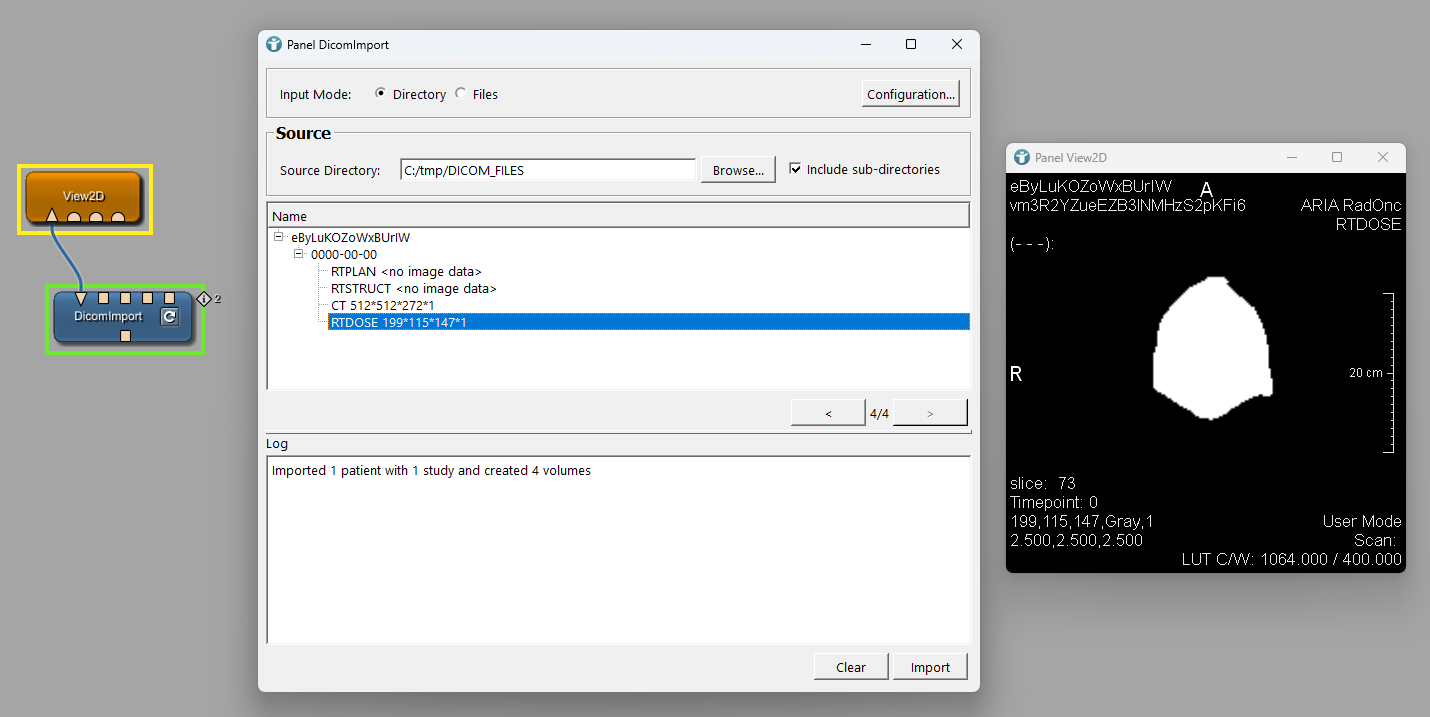 View2D
DicomImport
2
Panel DicomImport
Input Mode: Directory Files Configuration...
Source
Source Directory: C:/tmp/DICOM_FILES Browse... Include sub-directories
Name
eByLuKOZoWxBUrIW
0000-00-00
RTPLAN <no image data>
RTSTRUCT <no image data>
CT 512*512*272*1
RTDOSE 199*115*147*1
< 4/4 >
Log
Imported 1 patient with 1 study and created 4 volumes
Clear Import
Panel View2D
eByLuKOZoWxBUrIW A
vm3R2YZueEZB3INMHzS2pKFi6 ARIA RadOnc
RTDOSE
(- - -):
R 20 cm
slice: 73
Timepoint: 0
199,115,147,Gray,1 User Mode
2.500,2.500,2.500 Scan:
LUT C/W: 1064.000 / 400.000